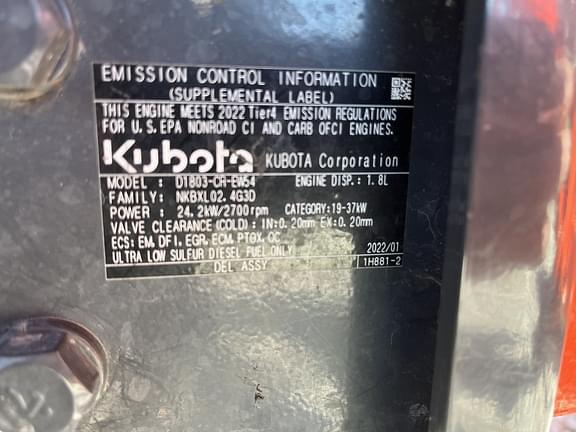 EMISSION CONTROL INFORMATION
(SUPPLEMENTAL LABEL)
THIS ENGINE MEETS 2022 Tier4 EMISSION REGULATIONS
FOR U.S.EPA NONROAD CI AND CARB OFCI ENGINES.
Kubota KUBOTA Corporation
MODEL : D1803-CR-EW54 ENGINE DISP.: 1.8L
FAMILY: NKBXL02.4G3D
POWER : 24.2kW/2700rpm CATEGORY:19-37kW
VALVE CLEARANCE(COLD): IN:0.20mm EX:0.20mm
ECS: EM, DFI, EGR, ECM, PTOX, OC
ULTRA LOW SULFUR DIESEL FUEL ONLY 2022/01
DEL ASSY 1H881-2